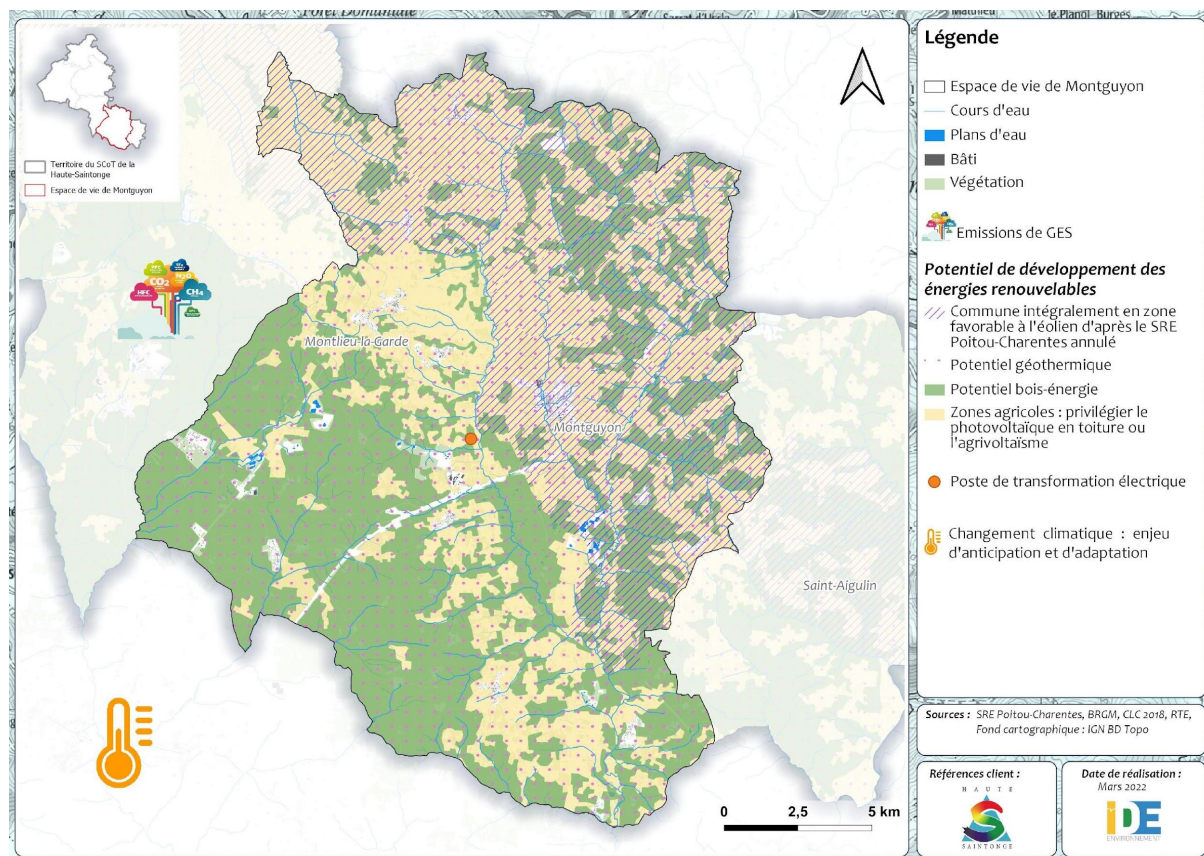 Territoire du SCoT de la
Haute-Saintonge
Espace de vie de Montguyon
HFC
CO2
N2O
CH4
Montlieu-la-Garde
Montguyon
Saint-Aigulin
0 2,5 5 km
Légende
Espace de vie de Montguyon
Cours d'eau
Plans d'eau
Bâti
Végétation
Emissions de GES
Potentiel de développement des
énergies renouvelables
Commune intégralement en zone
favorable à l'éolien d'après le SRE
Poitou-Charentes annulé
Potentiel géothermique
Potentiel bois-énergie
Zones agricoles : privilégier le
photovoltaïque en toiture ou
l'agrivoltaïsme
Poste de transformation électrique
Changement climatique : enjeu
d'anticipation et d'adaptation
Sources : SRE Poitou-Charentes, BRGM, CLC 2018, RTE,
Fond cartographique : IGN BD Topo
Références client :
HAUTE
SAINTONGE
Date de réalisation :
Mars 2022
iDE
ENVIRONNEMENT